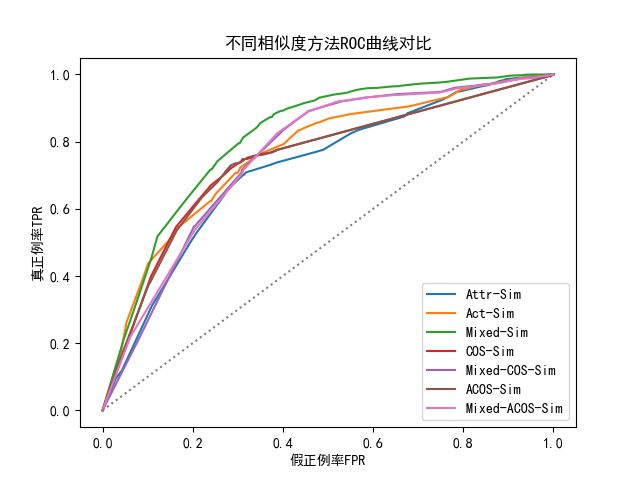 不同相似度方法ROC曲线对比
真正例率TPR
1.0
0.8
0.6
0.4
0.2
0.0
0.0 0.2 0.4 0.6 0.8 1.0
假正例率FPR
Attr-Sim
Act-Sim
Mixed-Sim
COS-Sim
Mixed-COS-Sim
ACOS-Sim
Mixed-ACOS-Sim